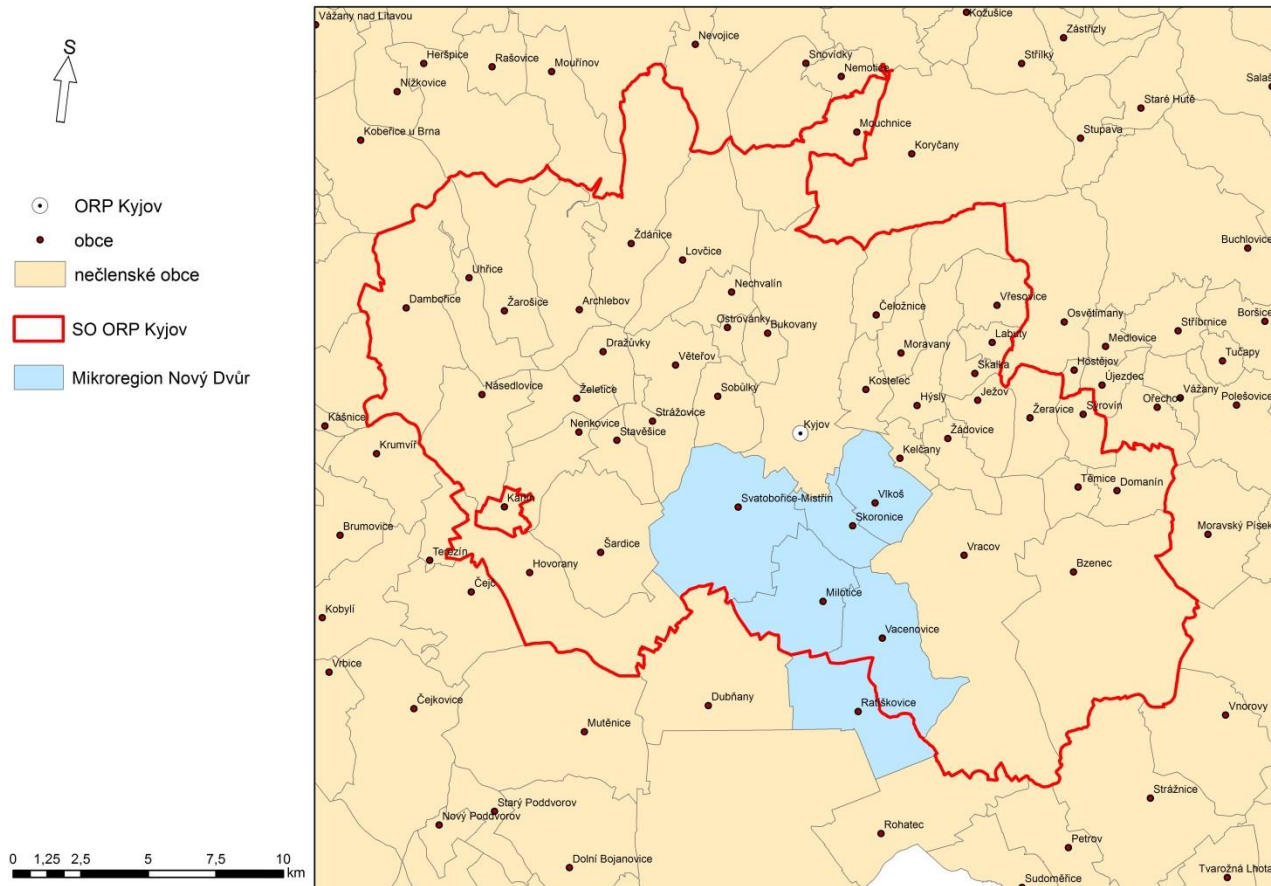 S
ORP Kyjov
obce
nečlenské obce
SO ORP Kyjov
Mikroregion Nový Dvůr
0 1,25 2,5 5 7,5 10
km
Vážany nad Litavou
Heršpice
Rašovice
Mouřínov
Nížkovice
Kobeřice u Brna
Nevojice
Snovídky
Nemotice
Kožušice
Zástřizly
Střílky
Salaš
Staré Hutě
Stupava
Mouchnice
Koryčany
Buchlovice
Ždánice
Lovčice
Uhřice
Dambořice
Žarošice
Archlebov
Nechvalín
Ostrovánky
Bukovany
Čeložnice
Vřesovice
Osvětimany
Stříbrnice
Boršice
Medlovice
Tučapy
Labuty
Moravany
Dražůvky
Věteřov
Skalka
Hostějov
Újezdec
Vážany
Polešovice
Ořechov
Násedlovice
Želetice
Sobůlky
Kostelec
Hýsly
Ježov
Žeravice
Syrovín
Strážovice
Nenkovice
Stavěšice
Kyjov
Žádovice
Kelčany
Kašnice
Krumvíř
Těmice
Domanín
Karlín
Svatobořice-Mistřín
Vlkoš
Skoronice
Brumovice
Moravský Písek
Terezín
Šardice
Hovorany
Vracov
Bzenec
Čejč
Kobylí
Milotice
Vacenovice
Vrbice
Čejkovice
Dubňany
Ratíškovice
Vnorovy
Mutěnice
Starý Poddvorov
Nový Poddvorov
Strážnice
Rohatec
Petrov
Dolní Bojanovice
Sudoměřice
Tvarožná Lhota